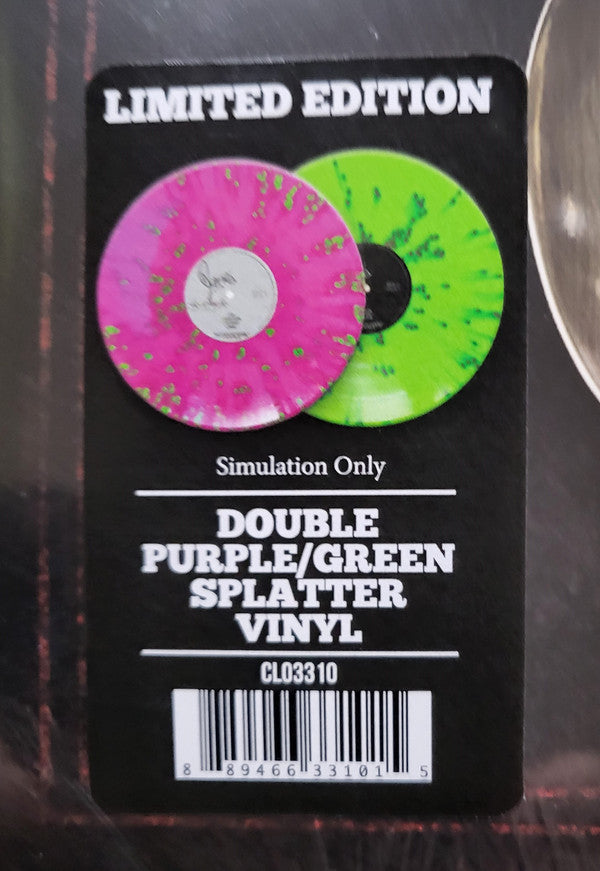 LIMITED EDITION
Simulation Only
DOUBLE
PURPLE/GREEN
SPLATTER
VINYL
CLO3310
8 89466 33101 5